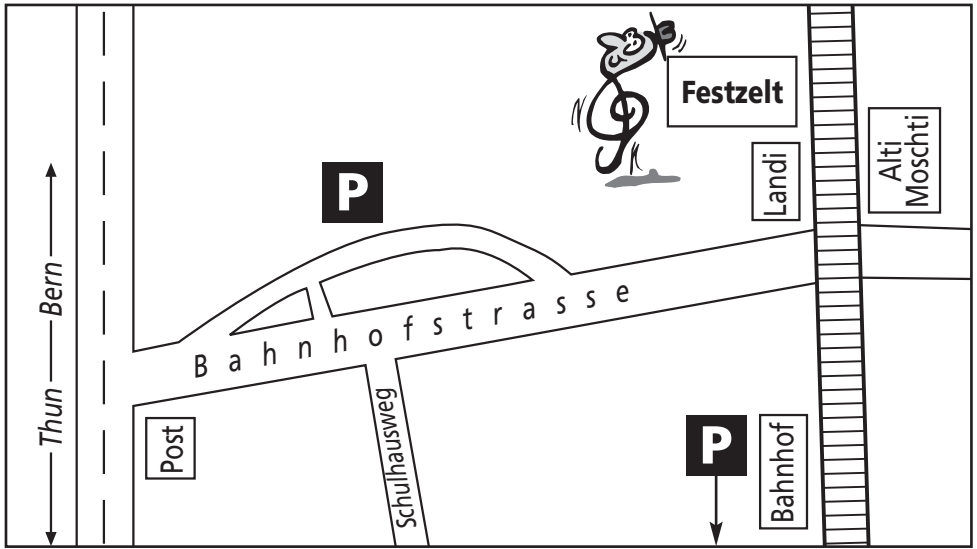 Festzelt
Alti
Moschti
Landi
P
Thun Bern
Bahnhofstrasse
Schulhausweg
Post
P
Bahnhof